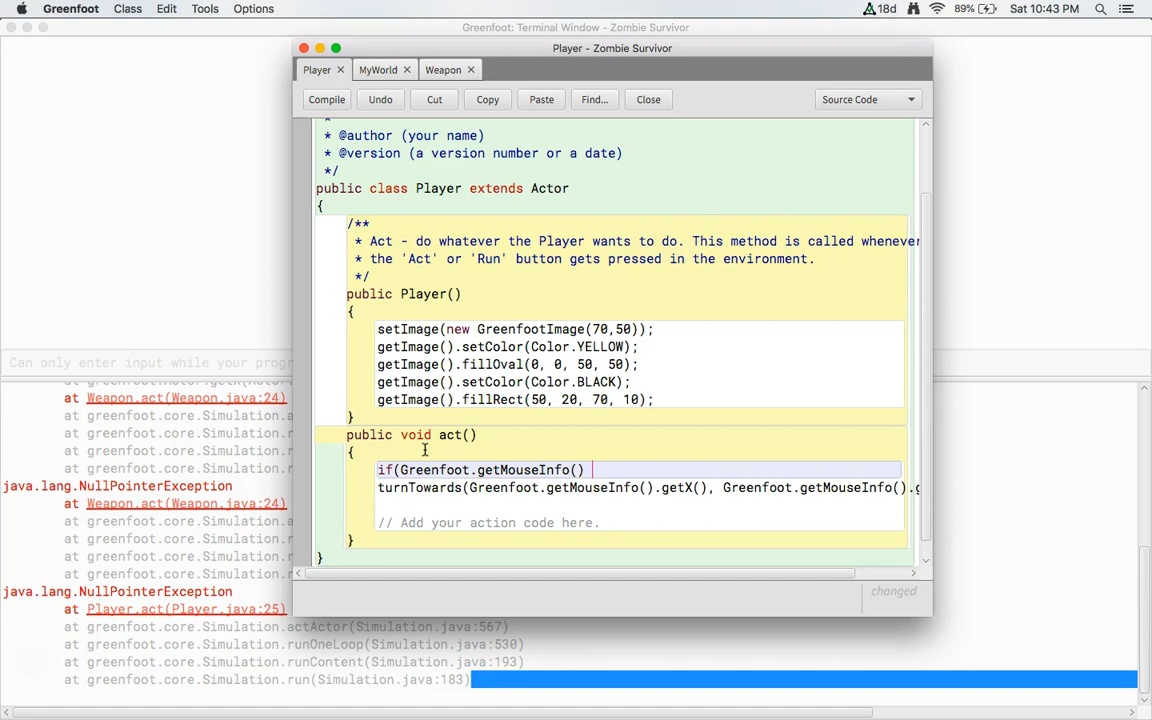 Greenfoot Class Edit Tools Options 18d 89% Sat 10:43 PM
Greenfoot: Terminal Window - Zombie Survivor
Player - Zombie Survivor
Player × MyWorld × Weapon ×
Compile Undo Cut Copy Paste Find... Close Source Code
*
* @author (your name)
* @version (a version number or a date)
*/
public class Player extends Actor
{
/**
* Act - do whatever the Player wants to do. This method is called whenever
* the 'Act' or 'Run' button gets pressed in the environment.
*/
public Player()
{
setImage(new GreenfootImage(70,50));
getImage().setColor(Color.YELLOW);
getImage().fillOval(0, 0, 50, 50);
getImage().setColor(Color.BLACK);
getImage().fillRect(50, 20, 70, 10);
}
public void act()
{
if(Greenfoot.getMouseInfo()
turnTowards(Greenfoot.getMouseInfo().getX(), Greenfoot.getMouseInfo().g
// Add your action code here.
}
}
changed
Can only enter input while your prog
at Weapon.act(Weapon.java:24)
at greenfoot.core.Simulation.a
at greenfoot.core.Simulation.r
at greenfoot.core.Simulation.r
at greenfoot.core.Simulation.r
java.lang.NullPointerException
at Weapon.act(Weapon.java:24)
at greenfoot.core.Simulation.a
at greenfoot.core.Simulation.r
at greenfoot.core.Simulation.r
at greenfoot.core.Simulation.r
java.lang.NullPointerException
at Player.act(Player.java:25)
at greenfoot.core.Simulation.actActor(Simulation.java:567)
at greenfoot.core.Simulation.runOneLoop(Simulation.java:530)
at greenfoot.core.Simulation.runContent(Simulation.java:193)
at greenfoot.core.Simulation.run(Simulation.java:183)